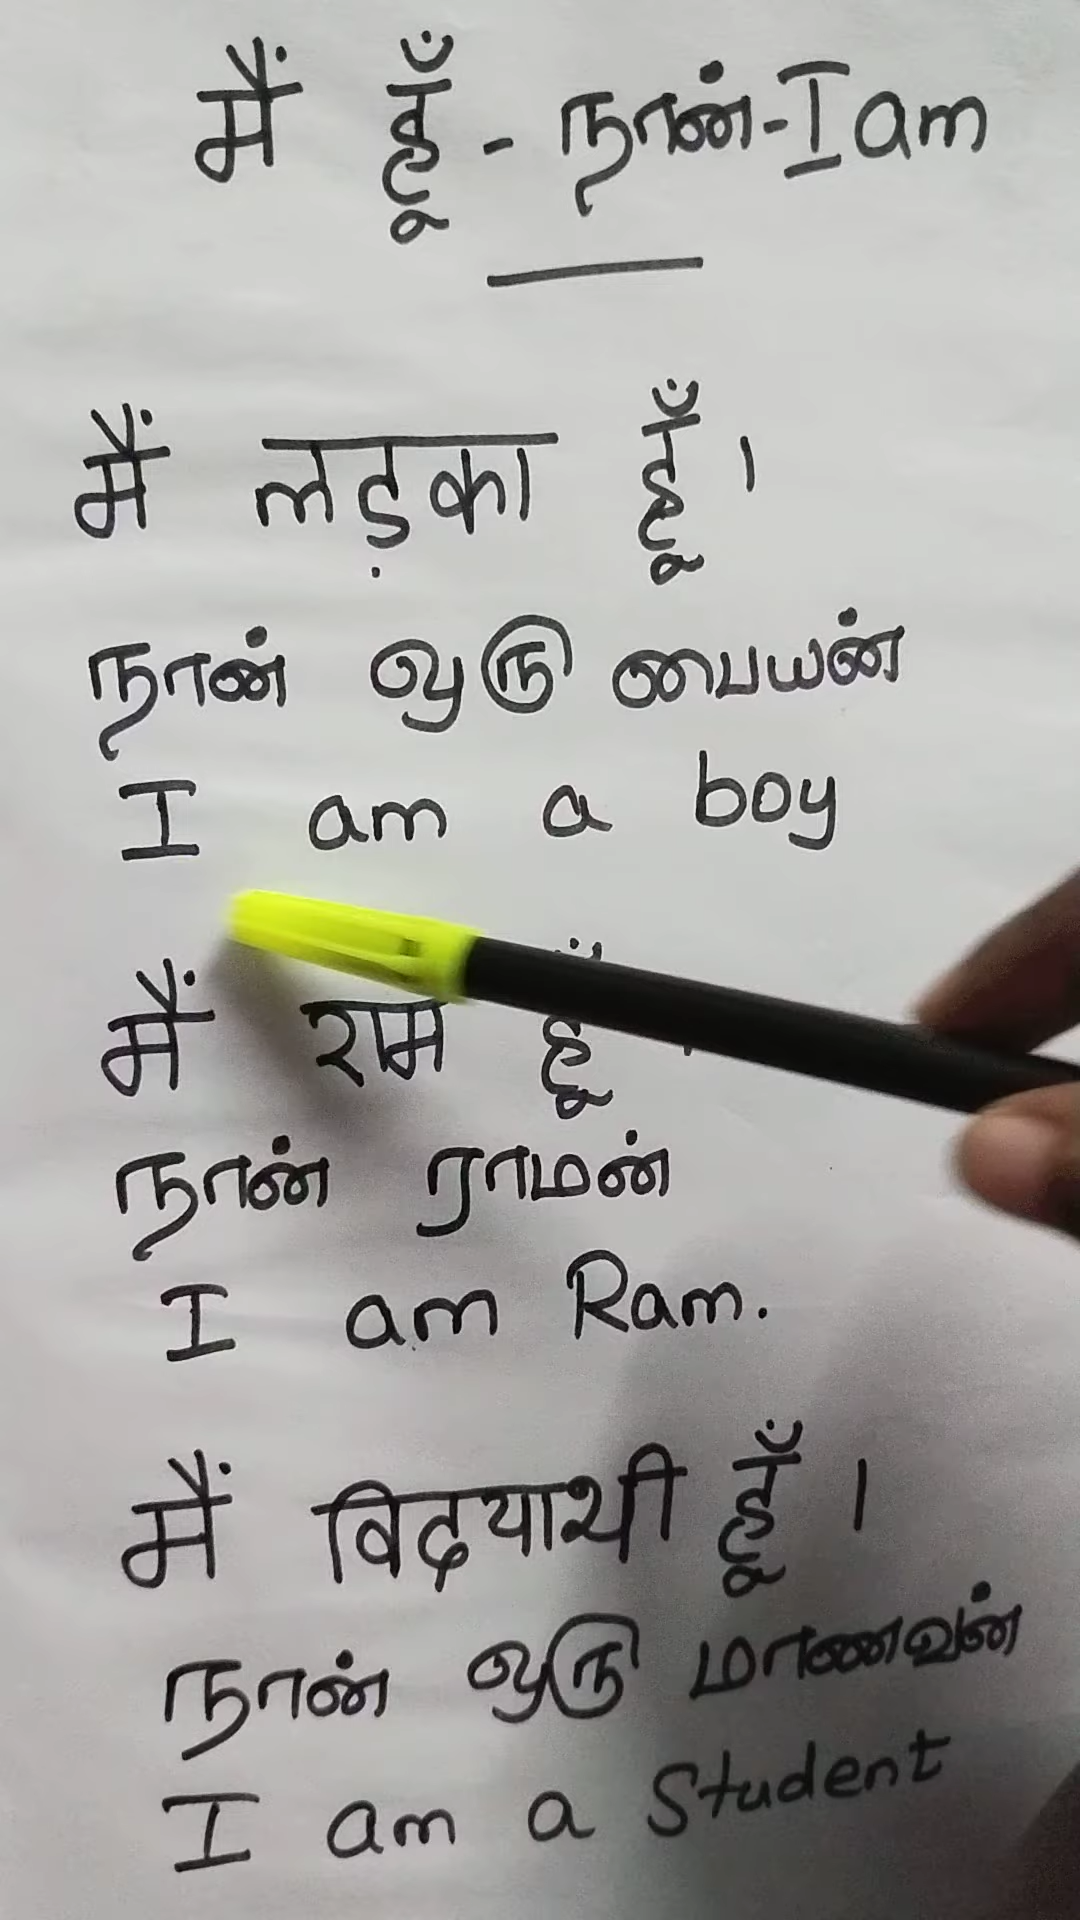 मैं हूँ - நான் - I am
मैं लड़का हूँ।
நான் ஒரு பையன்
I am a boy
मैं राम हूँ
நான் ராமன்
I am Ram.
मैं विद्याथी हूँ।
நான் ஒரு மாணவன்
I am a Student